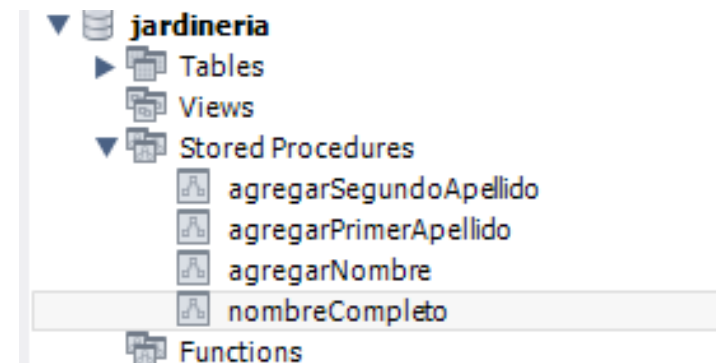 jardineria
Tables
Views
Stored Procedures
agregarSegundoApellido
agregarPrimerApellido
agregarNombre
nombreCompleto
Functions